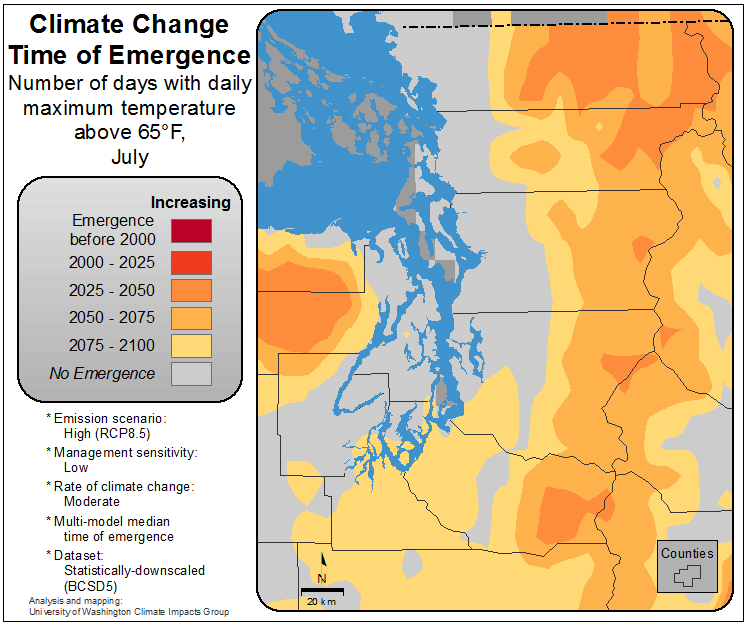 Climate Change
Time of Emergence
Number of days with daily
maximum temperature
above 65°F,
July
Increasing
Emergence
before 2000
2000 - 2025
2025 - 2050
2050 - 2075
2075 - 2100
No Emergence
* Emission scenario:
High (RCP8.5)
* Management sensitivity:
Low
* Rate of climate change:
Moderate
* Multi-model median
time of emergence
* Dataset:
Statistically-downscaled
(BCSD5)
Analysis and mapping:
University of Washington Climate Impacts Group
N
20 km
Counties